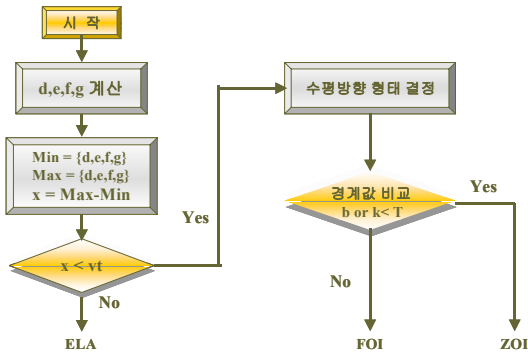 시 작
d,e,f,g 계산
Min = {d,e,f,g}
Max = {d,e,f,g}
x = Max-Min
x < vt
Yes
No
ELA
수평방향 형태 결정
경계값 비교
b or k< T
Yes
No
FOI
ZOI